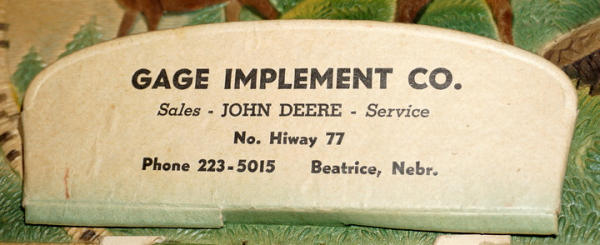 GAGE IMPLEMENT CO.
Sales - JOHN DEERE - Service
No. Hiway 77
Phone 223-5015 Beatrice, Nebr.